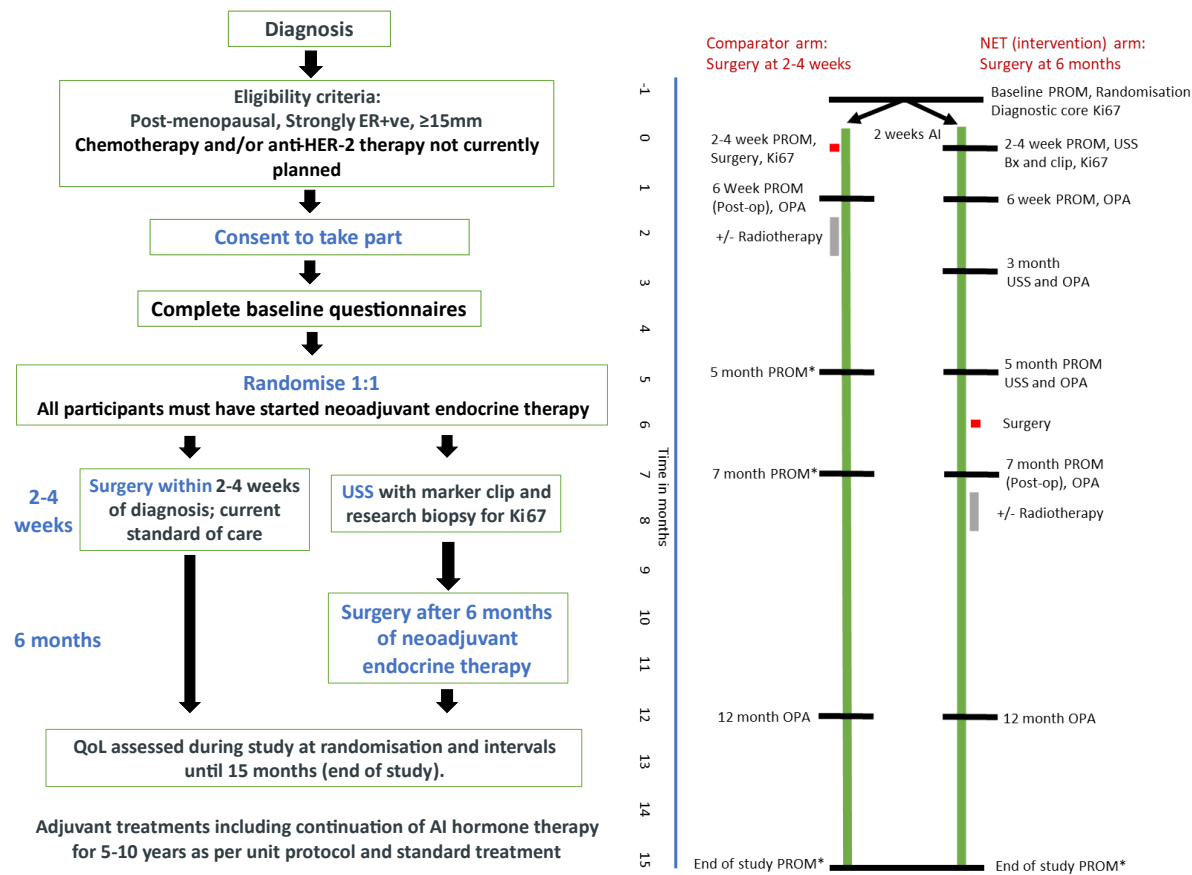 Diagnosis
Eligibility criteria:
Post-menopausal, Strongly ER+ve, ≥15mm
Chemotherapy and/or anti-HER-2 therapy not currently
planned
Consent to take part
Complete baseline questionnaires
Randomise 1:1
All participants must have started neoadjuvant endocrine therapy
2-4
weeks
Surgery within 2-4 weeks
of diagnosis; current
standard of care
USS with marker clip and
research biopsy for Ki67
6 months
Surgery after 6 months
of neoadjuvant
endocrine therapy
QoL assessed during study at randomisation and intervals
until 15 months (end of study).
Adjuvant treatments including continuation of AI hormone therapy
for 5-10 years as per unit protocol and standard treatment
Comparator arm:
Surgery at 2-4 weeks
NET (intervention) arm:
Surgery at 6 months
Time in months
-1
0
1
2
3
4
5
6
7
8
9
10
11
12
13
14
15
Baseline PROM, Randomisation
Diagnostic core Ki67
2 weeks AI
2-4 week PROM,
Surgery, Ki67
6 Week PROM
(Post-op), OPA
+/- Radiotherapy
5 month PROM*
7 month PROM*
12 month OPA
End of study PROM*
2-4 week PROM, USS
Bx and clip, Ki67
6 week PROM, OPA
3 month
USS and OPA
5 month PROM
USS and OPA
Surgery
7 month PROM
(Post-op), OPA
+/- Radiotherapy
12 month OPA
End of study PROM*